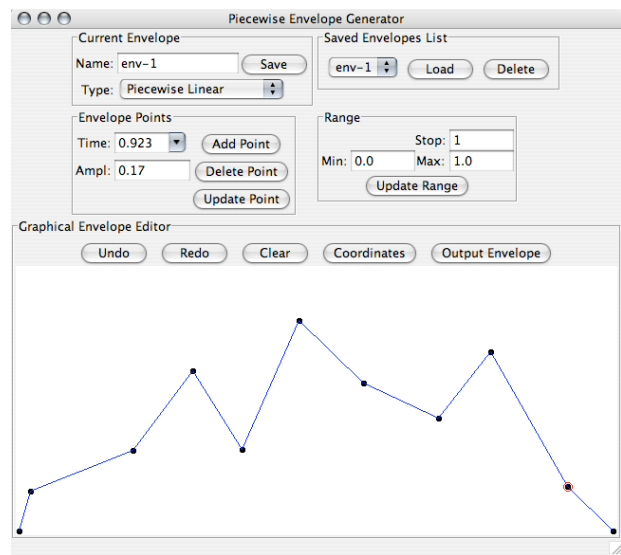 Piecewise Envelope Generator
Current Envelope
Name: env-1 Save
Type: Piecewise Linear
Saved Envelopes List
env-1 Load Delete
Envelope Points
Time: 0.923 Add Point
Ampl: 0.17 Delete Point
Update Point
Range
Stop: 1
Min: 0.0 Max: 1.0
Update Range
Graphical Envelope Editor
Undo Redo Clear Coordinates Output Envelope